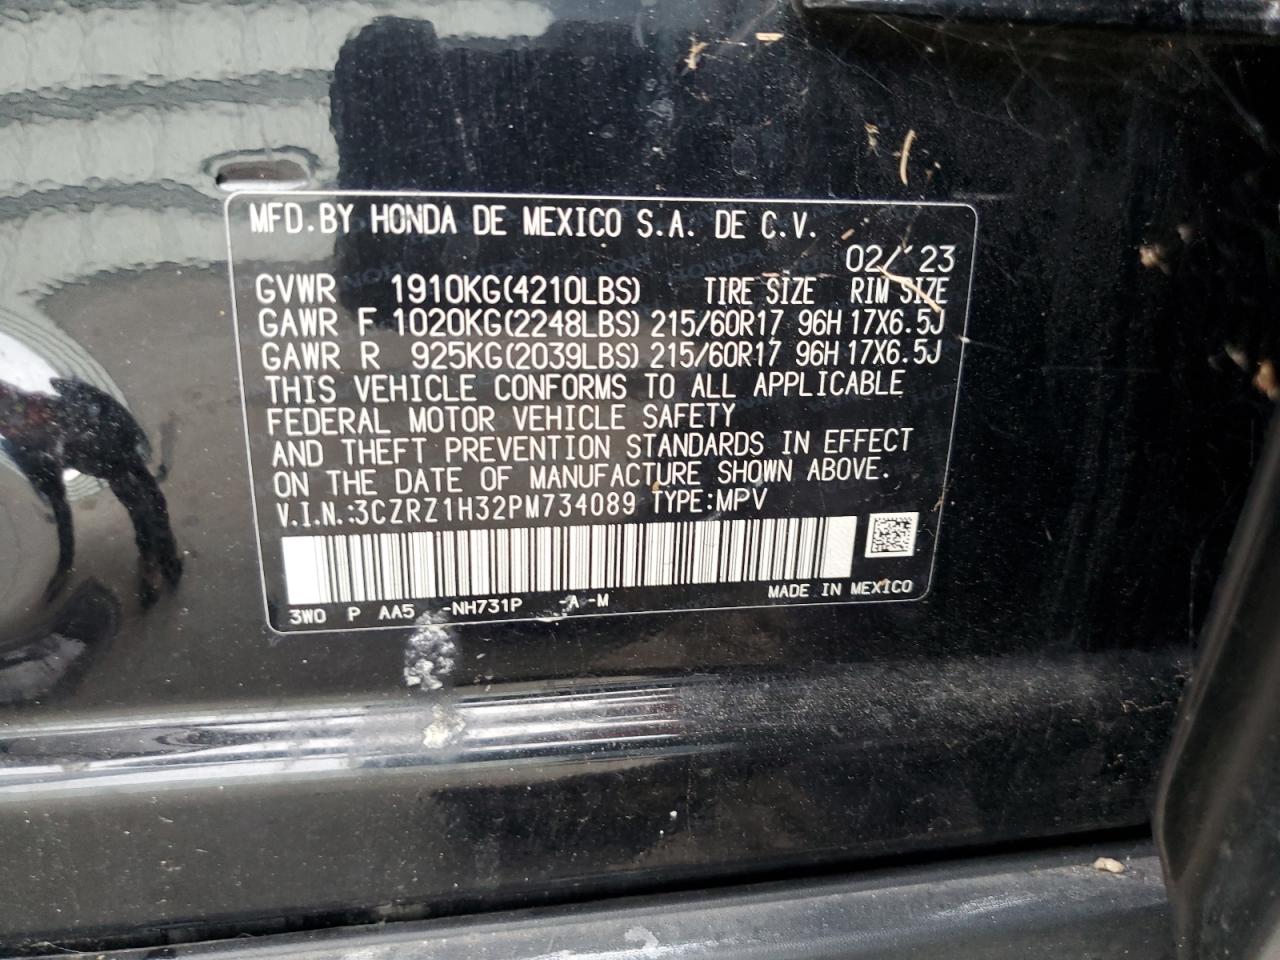 MFD.BY HONDA DE MEXICO S.A. DE C.V.
02/'23
GVWR 1910KG(4210LBS) TIRE SIZE RIM SIZE
GAWR F 1020KG(2248LBS) 215/60R17 96H 17X6.5J
GAWR R 925KG(2039LBS) 215/60R17 96H 17X6.5J
THIS VEHICLE CONFORMS TO ALL APPLICABLE
FEDERAL MOTOR VEHICLE SAFETY
AND THEFT PREVENTION STANDARDS IN EFFECT
ON THE DATE OF MANUFACTURE SHOWN ABOVE.
V.I.N.:3CZRZ1H32PM734089 TYPE:MPV
3W0 P AA5 -NH731P -A -M MADE IN MEXICO